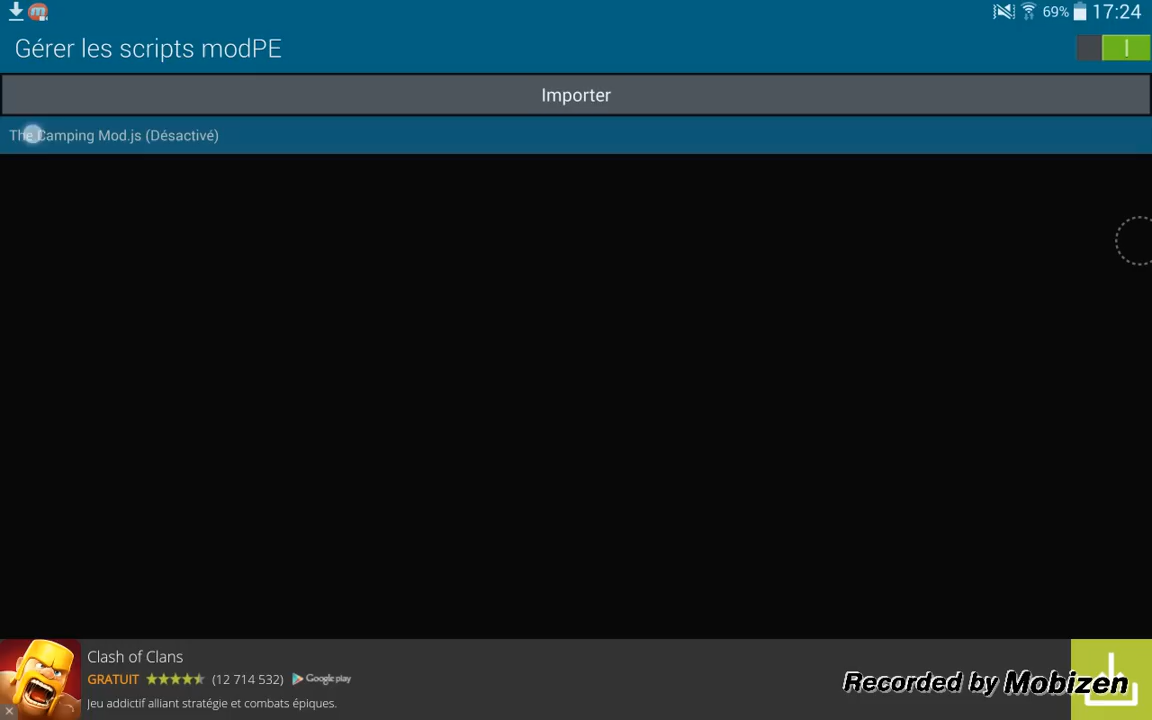 69% 17:24
Gérer les scripts modPE
Importer
The Camping Mod.js (Désactivé)
Clash of Clans
GRATUIT (12 714 532) Google play
Jeu addictif alliant stratégie et combats épiques.
Recorded by Mobizen